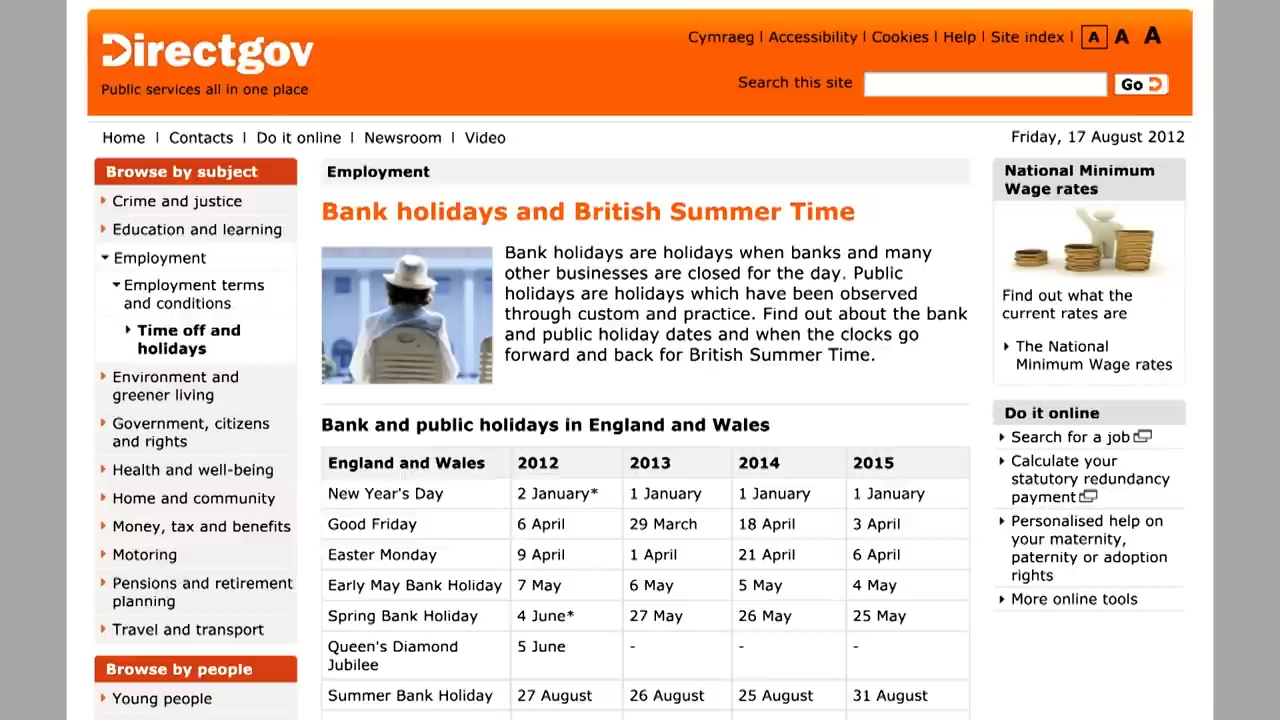 Directgov
Public services all in one place
Cymraeg | Accessibility | Cookies | Help | Site index | A A A
Search this site
Go
Home | Contacts | Do it online | Newsroom | Video
Friday, 17 August 2012
Browse by subject
Crime and justice
Education and learning
Employment
Employment terms
and conditions
Time off and
holidays
Environment and
greener living
Government, citizens
and rights
Health and well-being
Home and community
Money, tax and benefits
Motoring
Pensions and retirement
planning
Travel and transport
Browse by people
Young people
Employment
Bank holidays and British Summer Time
Bank holidays are holidays when banks and many
other businesses are closed for the day. Public
holidays are holidays which have been observed
through custom and practice. Find out about the bank
and public holiday dates and when the clocks go
forward and back for British Summer Time.
Bank and public holidays in England and Wales
England and Wales 2012 2013 2014 2015
New Year's Day 2 January* 1 January 1 January 1 January
Good Friday 6 April 29 March 18 April 3 April
Easter Monday 9 April 1 April 21 April 6 April
Early May Bank Holiday 7 May 6 May 5 May 4 May
Spring Bank Holiday 4 June* 27 May 26 May 25 May
Queen's Diamond
Jubilee 5 June - - -
Summer Bank Holiday 27 August 26 August 25 August 31 August
National Minimum
Wage rates
Find out what the
current rates are
The National
Minimum Wage rates
Do it online
Search for a job
Calculate your
statutory redundancy
payment
Personalised help on
your maternity,
paternity or adoption
rights
More online tools